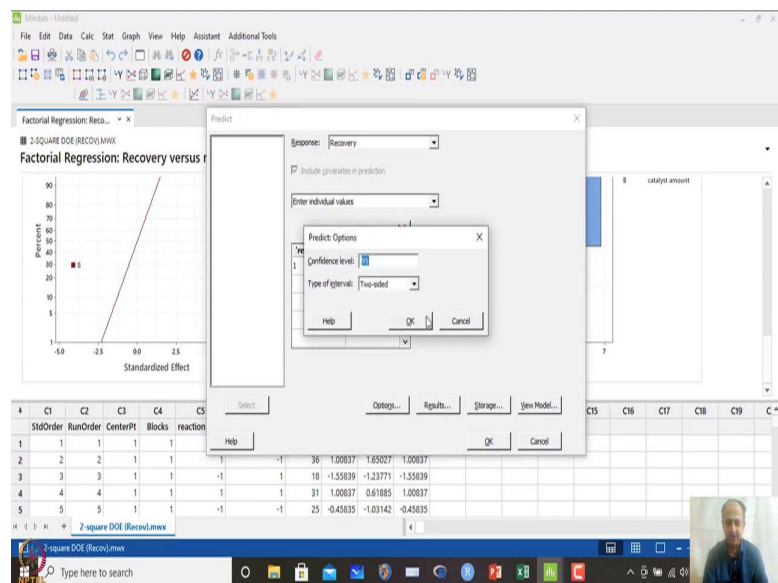 Minitab - Untitled
File Edit Data Calc Stat Graph View Help Assistant Additional Tools
Factorial Regression: Reco...
2-SQUARE DOE (RECOV).MWX
Factorial Regression: Recovery versus r
Percent
90
80
70
60
50
40
30
20
10
5
1
B
-5.0 -2.5 0.0 2.5
Standardized Effect
B catalyst amount
7
Predict
Response: Recovery
Include covariates in prediction
Enter individual values
're
1
Predict: Options
Confidence level: 95
Type of interval: Two-sided
Help OK Cancel
Select Options... Results... Storage... View Model...
Help OK Cancel
C1 C2 C3 C4 C5 C15 C16 C17 C18 C19 C
StdOrder RunOrder CenterPt Blocks reaction
1 1 1 1 1
2 2 2 1 1 1 -1 36 1.00837 1.65027 1.00837
3 3 3 1 1 -1 1 18 -1.55839 -1.23771 -1.55839
4 4 4 1 1 1 1 31 1.00837 0.61885 1.00837
5 5 5 1 1 -1 -1 25 -0.45835 -1.03142 -0.45835
2-square DOE (Recov).mwx
2-square DOE (Recov).mwx
Type here to search
NPTEL